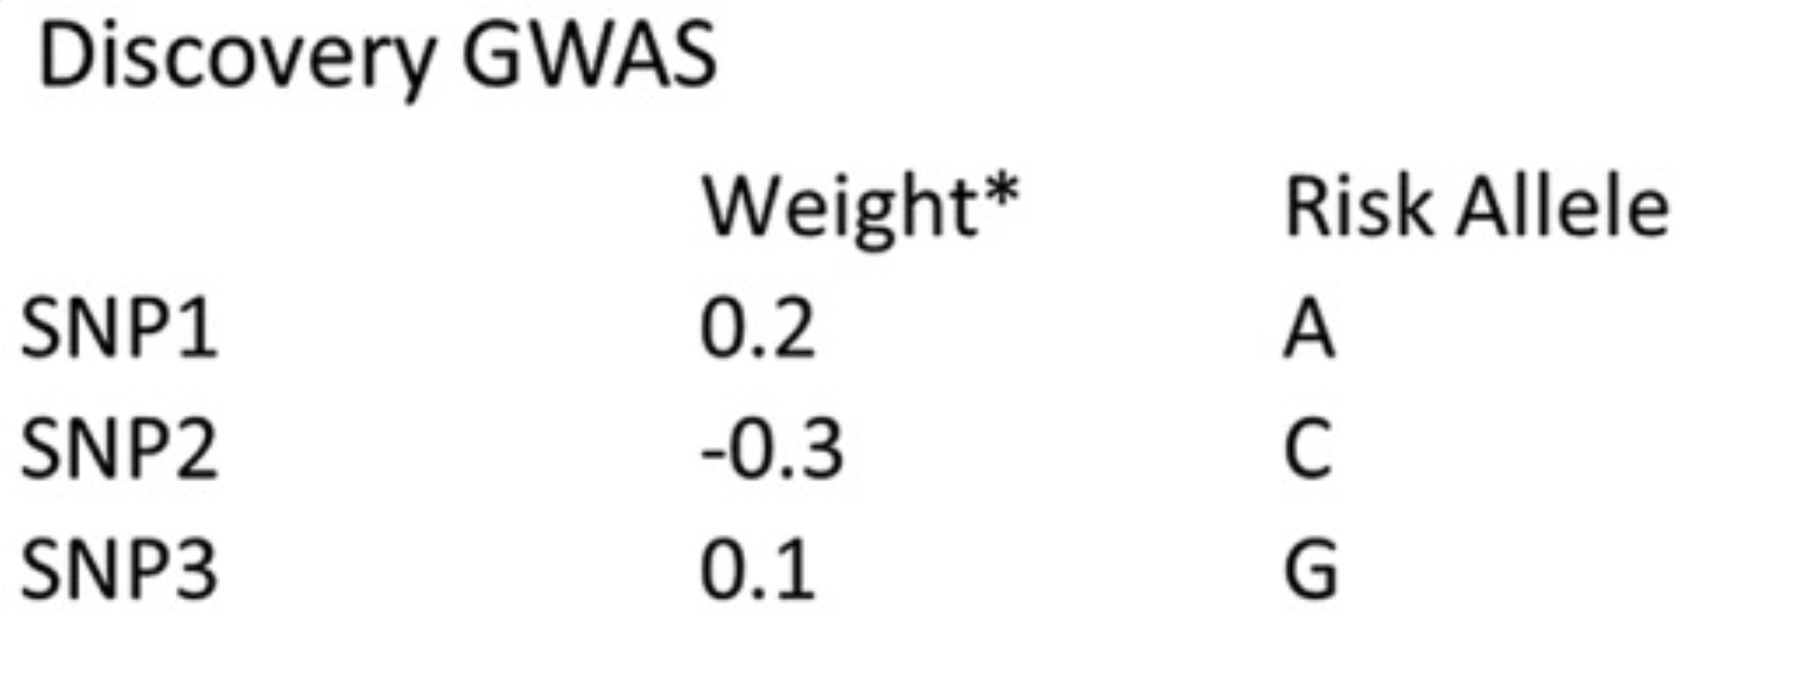 Discovery GWAS
Weight* Risk Allele
SNP1 0.2 A
SNP2 -0.3 C
SNP3 0.1 G